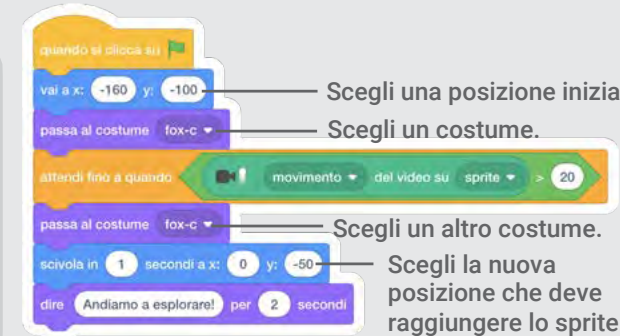 quando si clicca su
vai a x: -160 y: -100
Scegli una posizione inizia
passa al costume fox-c
Scegli un costume.
attendi fino a quando movimento del video su sprite > 20
passa al costume fox-c
Scegli un altro costume.
scivola in 1 secondi a x: 0 y: -50
Scegli la nuova
posizione che deve
raggiungere lo sprite
dire Andiamo a esplorare! per 2 secondi